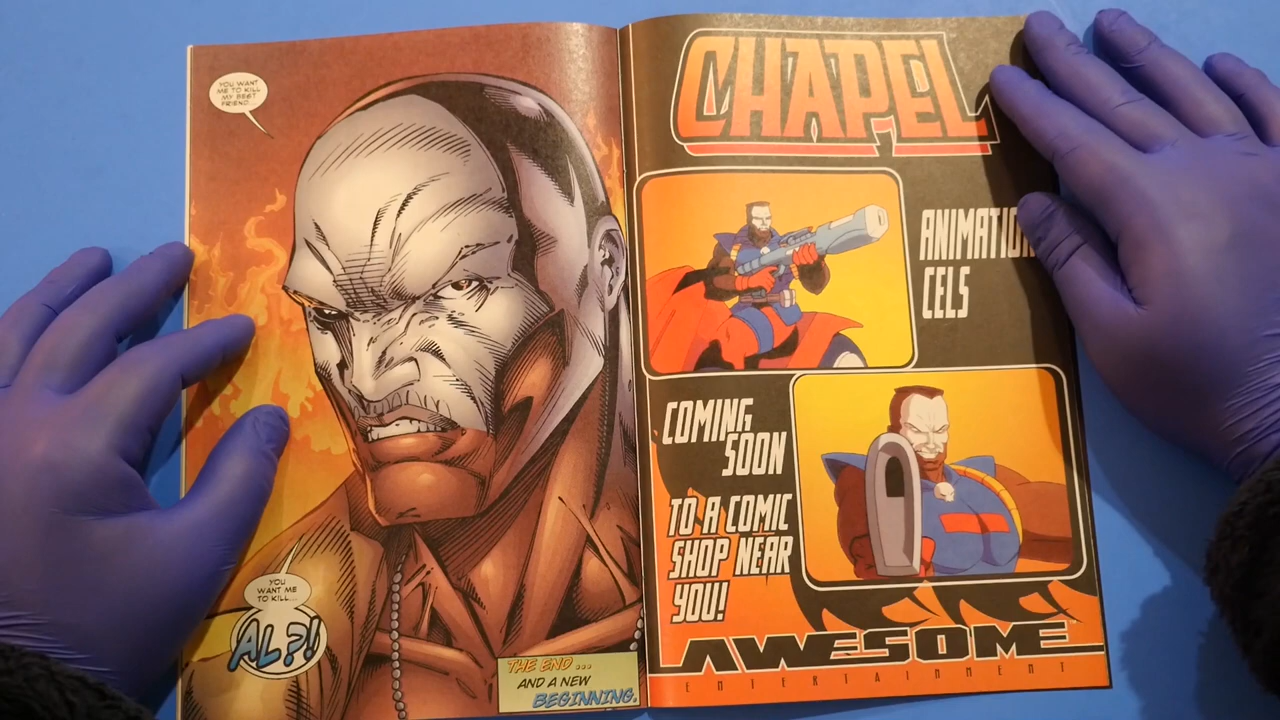 YOU WANT
ME TO KILL
MY BEST
FRIEND...
YOU
WANT ME
TO KILL...
AL?!
THE END ...
AND A NEW
BEGINNING.
CHAPEL
ANIMATION
CELS
COMING
SOON
TO A COMIC
SHOP NEAR
YOU!
AWESOME
ENTERTAINMENT